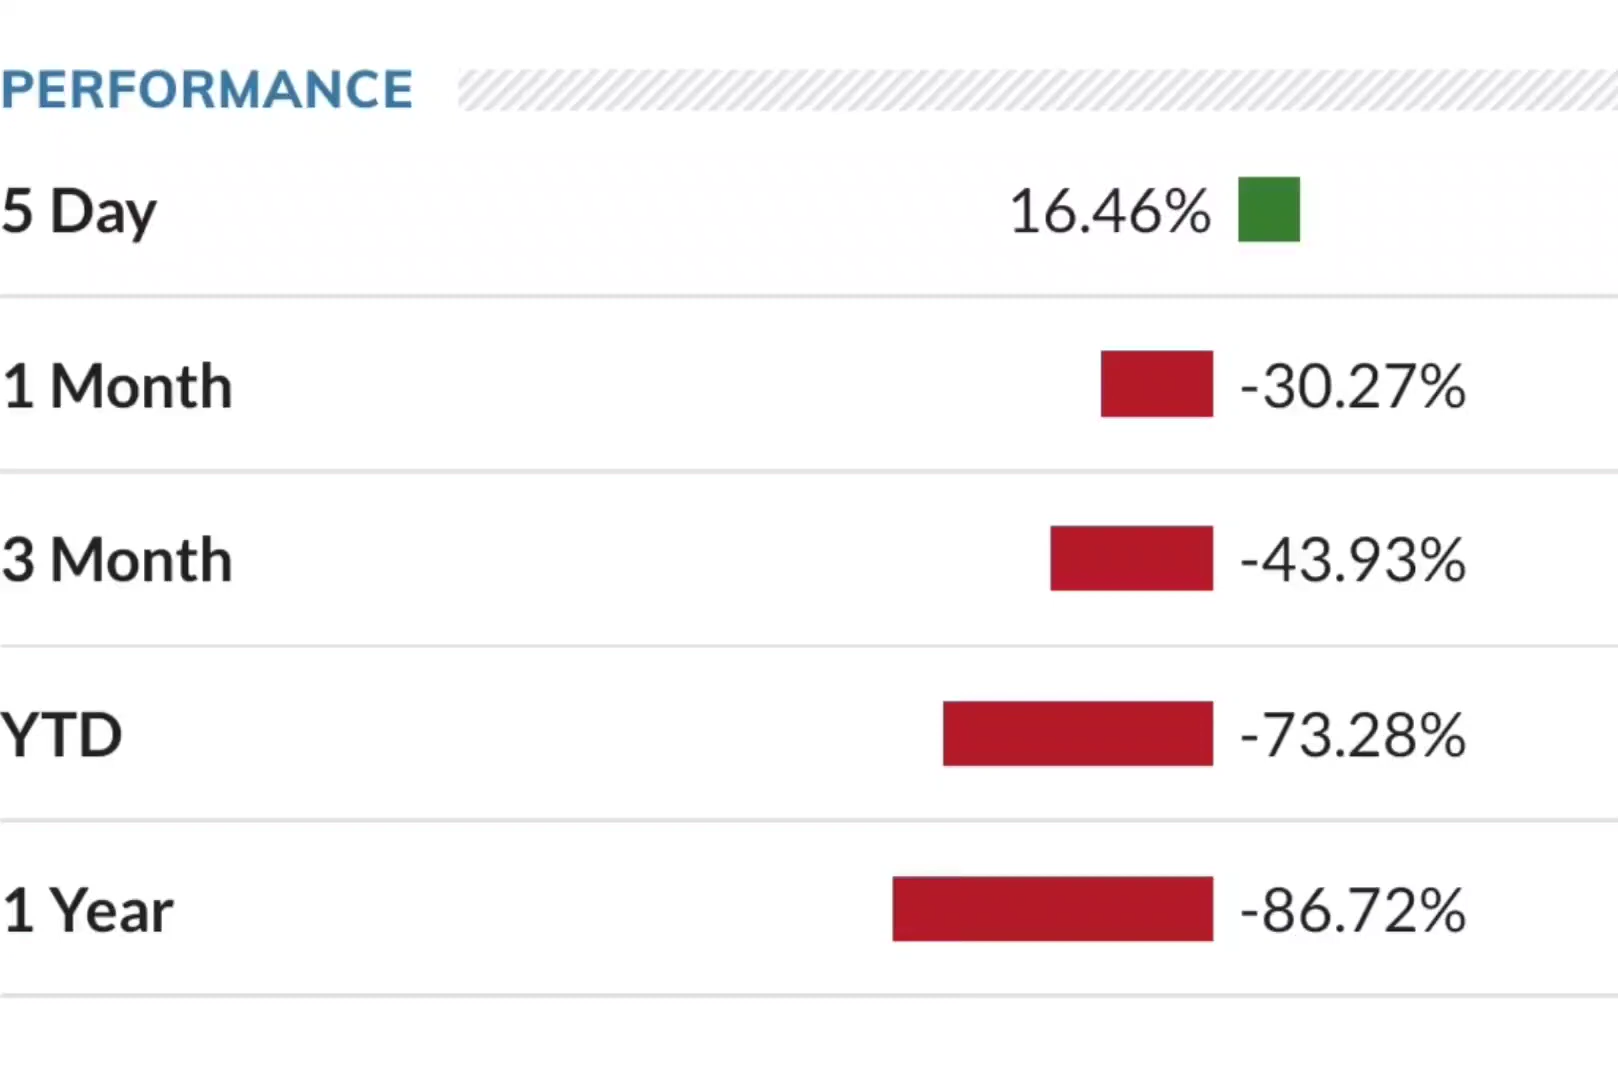 PERFORMANCE
5 Day 16.46%
1 Month -30.27%
3 Month -43.93%
YTD -73.28%
1 Year -86.72%